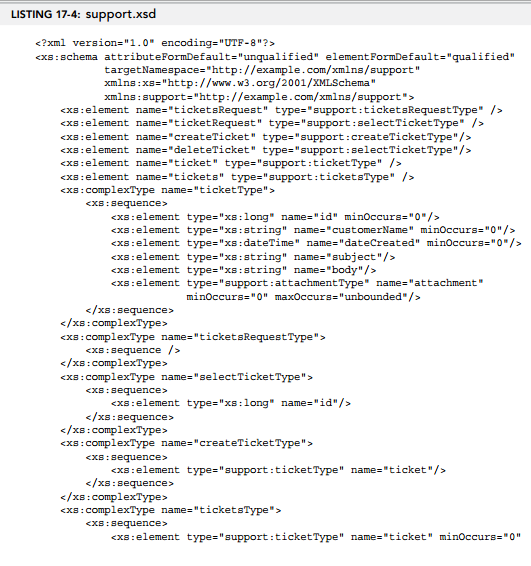 LISTING 17-4: support.xsd
<?xml version="1.0" encoding="UTF-8"?>
<xs:schema attributeFormDefault="unqualified" elementFormDefault="qualified"
targetNamespace="http://example.com/xmlns/support"
xmlns:xs="http://www.w3.org/2001/XMLSchema"
xmlns:support="http://example.com/xmlns/support">
<xs:element name="ticketsRequest" type="support:ticketsRequestType" />
<xs:element name="ticketRequest" type="support:selectTicketType" />
<xs:element name="createTicket" type="support:createTicketType"/>
<xs:element name="deleteTicket" type="support:selectTicketType"/>
<xs:element name="ticket" type="support:ticketType" />
<xs:element name="tickets" type="support:ticketsType" />
<xs:complexType name="ticketType">
<xs:sequence>
<xs:element type="xs:long" name="id" minOccurs="0"/>
<xs:element type="xs:string" name="customerName" minOccurs="0"/>
<xs:element type="xs:dateTime" name="dateCreated" minOccurs="0"/>
<xs:element type="xs:string" name="subject"/>
<xs:element type="xs:string" name="body"/>
<xs:element type="support:attachmentType" name="attachment"
minOccurs="0" maxOccurs="unbounded"/>
</xs:sequence>
</xs:complexType>
<xs:complexType name="ticketsRequestType">
<xs:sequence />
</xs:complexType>
<xs:complexType name="selectTicketType">
<xs:sequence>
<xs:element type="xs:long" name="id"/>
</xs:sequence>
</xs:complexType>
<xs:complexType name="createTicketType">
<xs:sequence>
<xs:element type="support:ticketType" name="ticket"/>
</xs:sequence>
</xs:complexType>
<xs:complexType name="ticketsType">
<xs:sequence>
<xs:element type="support:ticketType" name="ticket" minOccurs="0"